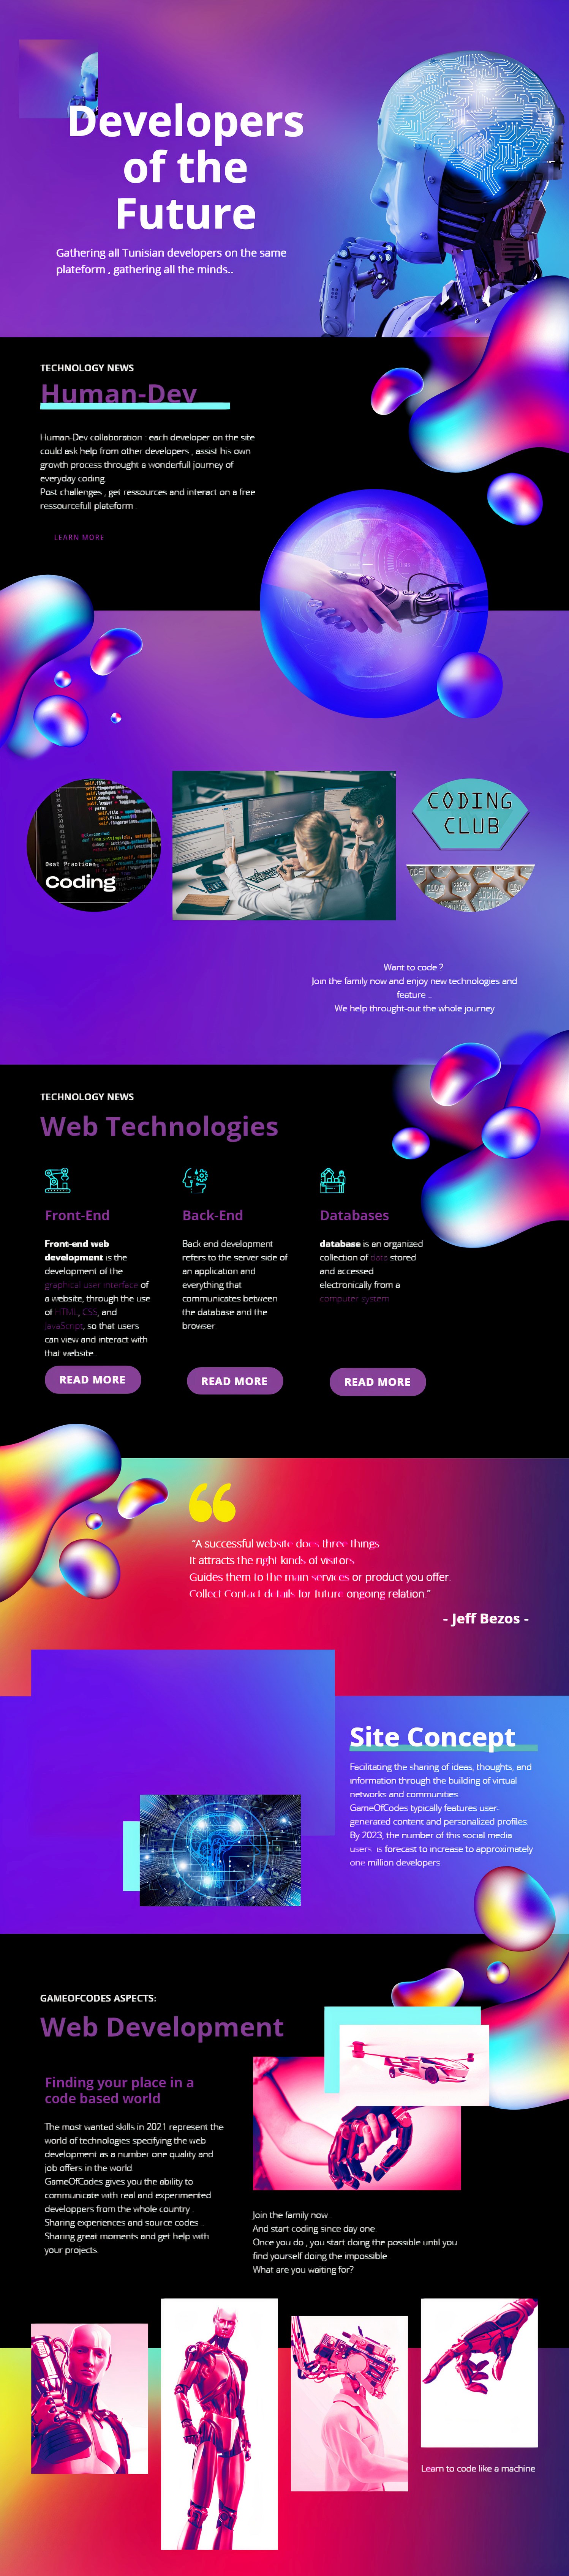 Developers
of the
Future
Gathering all Tunisian developers on the same
plateform , gathering all the minds..
TECHNOLOGY NEWS
Human-Dev
Human-Dev collaboration each developer on the site
could ask help from other developers , assist his own
growth process throught a wonderfull journey of
everyday coding.
Post challenges , get ressources and interact on a free
ressourcefull plateform
LEARN MORE
Best Practices
Coding
CODING
CLUB
Want to code ?
Join the family now and enjoy new technologies and
feature
We help throught-out the whole journey
TECHNOLOGY NEWS
Web Technologies
Front-End
Front-end web
development is the
development of the
graphical user interface of
a website, through the use
of HTML, CSS, and
JavaScript, so that users
can view and interact with
that website.
READ MORE
Back-End
Back end development
refers to the server side of
an application and
everything that
communicates between
the database and the
browser
READ MORE
Databases
database is an organized
collection of data stored
and accessed
electronically from a
computer system
READ MORE
“A successful website does three things
It attracts the right kinds of visitors
Guides them to the main services or product you offer.
Collect Contact details for future ongoing relation “
- Jeff Bezos -
Site Concept
Facilitating the sharing of ideas, thoughts, and
information through the building of virtual
networks and communities.
GameOfCodes typically features user-
generated content and personalized profiles.
By 2023, the number of this social media
users is forecast to increase to approximately
one million developers
GAMEOFCODES ASPECTS:
Web Development
Finding your place in a
code based world
The most wanted skills in 2021 represent the
world of technologies specifying the web
development as a number one quality and
job offers in the world.
GameOfCodes gives you the ability to
communicate with real and experimented
developpers from the whole country
Sharing experiences and source codes
Sharing great moments and get help with
your projects
Join the family now
And start coding since day one
Once you do , you start doing the possible until you
find yourself doing the impossible
What are you waiting for?
Learn to code like a machine